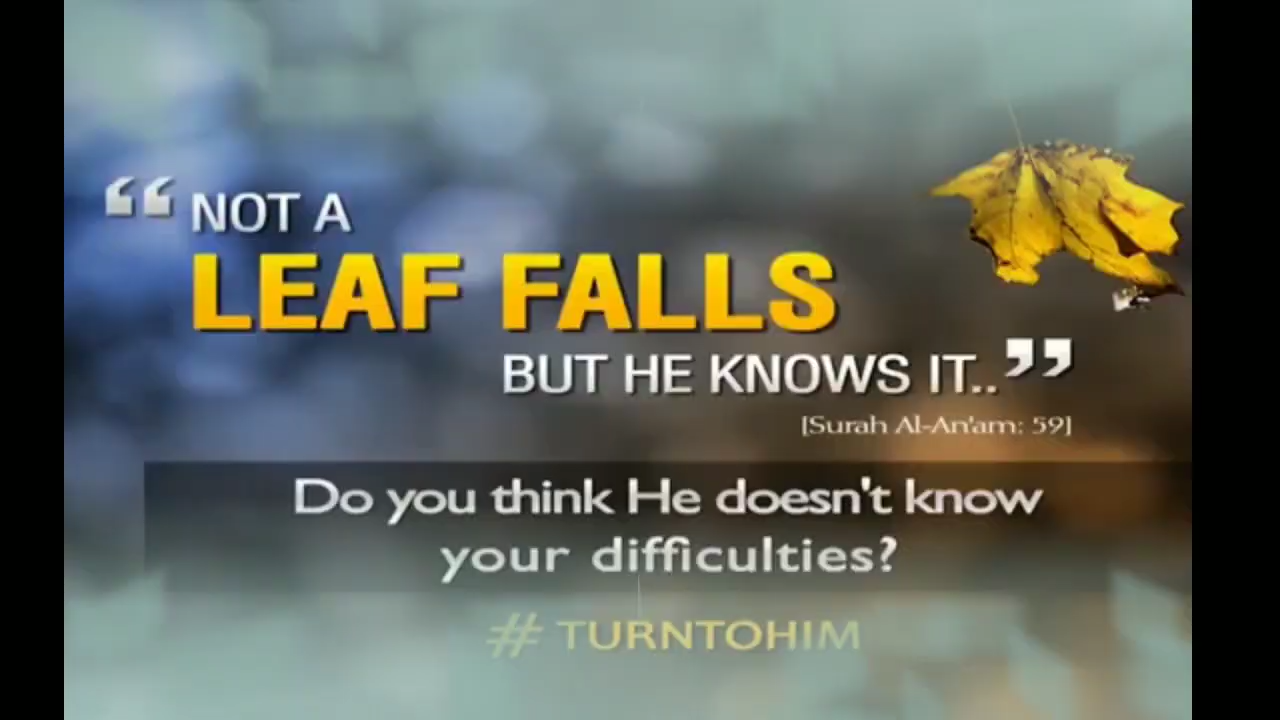 “ NOT A
LEAF FALLS
BUT HE KNOWS IT.. ”
[Surah Al-An'am: 59]
Do you think He doesn't know
your difficulties?
# TURNTOHIM